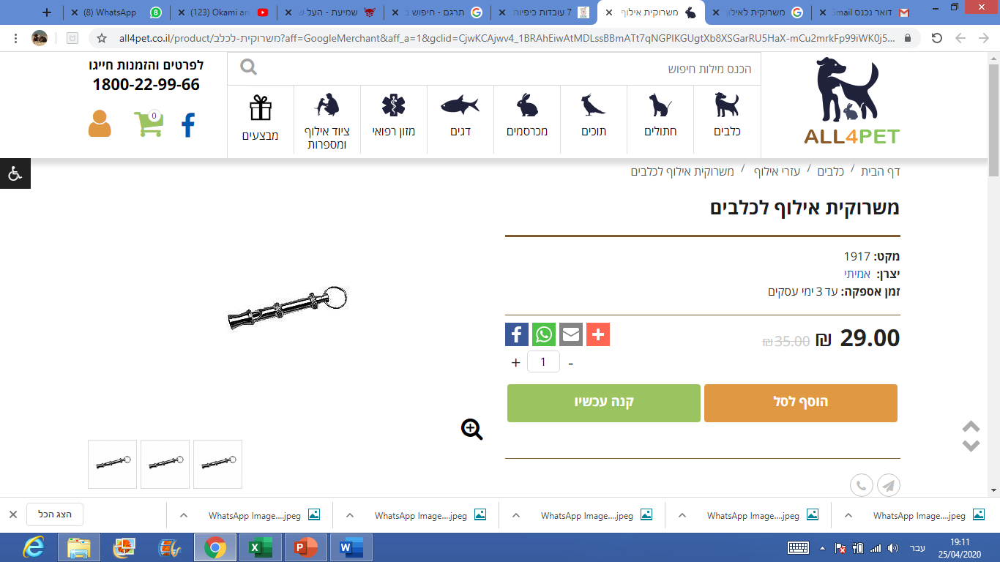 דואר נכנס Gmail
משרוקית לאילוף
משרוקית אילוף
7 עובדות כיפיות
תרגם - חיפוש ב
שמיעת - העל ש
(123) Okami an
(8) WhatsApp
all4pet.co.il/product/משרוקית-לכלב?aff=GoogleMerchant&aff_a=1&gclid=CjwKCAjwv4_1BRAhEiwAtMDLssBBmATt7qNGPIKGUgtXb8XSGarRU5HaX-mCu2mrkFp99iWK0j5...
ALL4PET
הכנס מילות חיפוש
לפרטים והזמנות חייגו
1800-22-99-66
0
כלבים
חתולים
תוכים
מכרסמים
דגים
מזון רפואי
ציוד אילוף
ומספרות
מבצעים
דף הבית / כלבים / עזרי אילוף / משרוקית אילוף לכלבים
משרוקית אילוף לכלבים
מקט: 1917
יצרן: אמיתי
זמן אספקה: עד 3 ימי עסקים
29.00 ₪ 35.00₪
+ 1 -
הוסף לסל
קנה עכשיו
WhatsApp Image....jpeg
WhatsApp Image....jpeg
WhatsApp Image....jpeg
WhatsApp Image....jpeg
WhatsApp Image....jpeg
הצג הכל
עבר
19:11
25/04/2020